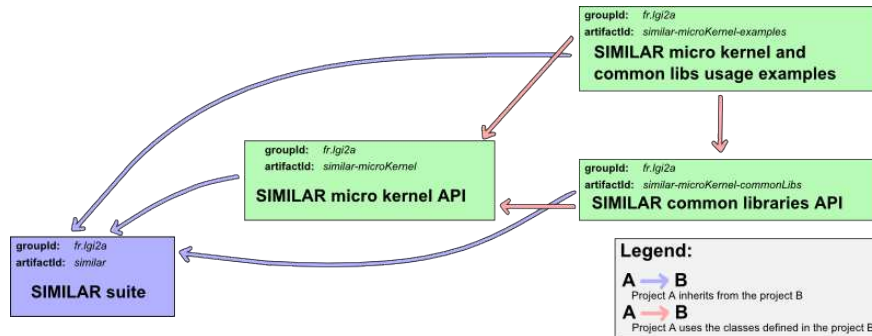 groupId: fr.lgi2a
artifactId: similar-microKernel-examples
SIMILAR micro kernel and
common libs usage examples
groupId: fr.lgi2a
artifactId: similar-microKernel
SIMILAR micro kernel API
groupId: fr.lgi2a
artifactId: similar-microKernel-commonLibs
SIMILAR common libraries API
groupId: fr.lgi2a
artifactId: similar
SIMILAR suite
Legend:
A B
Project A inherits from the project B
A B
Project A uses the classes defined in the project B